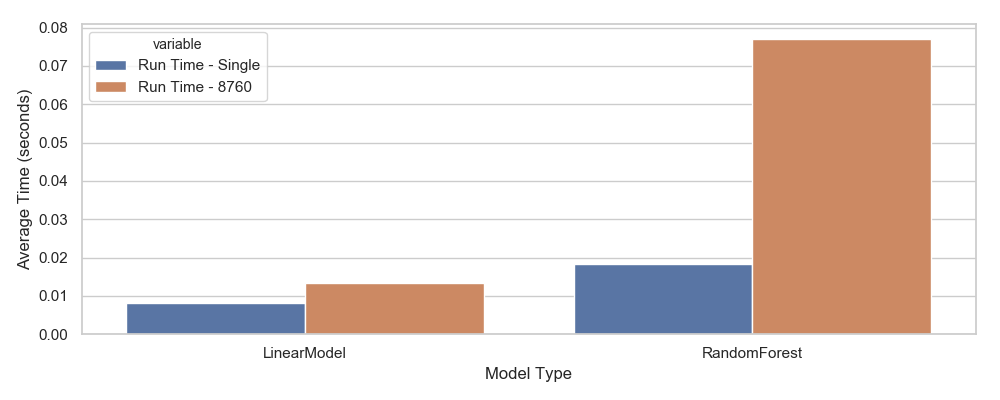 variable
Run Time - Single
Run Time - 8760
Average Time (seconds)
0.08
0.07
0.06
0.05
0.04
0.03
0.02
0.01
0.00
LinearModel
RandomForest
Model Type